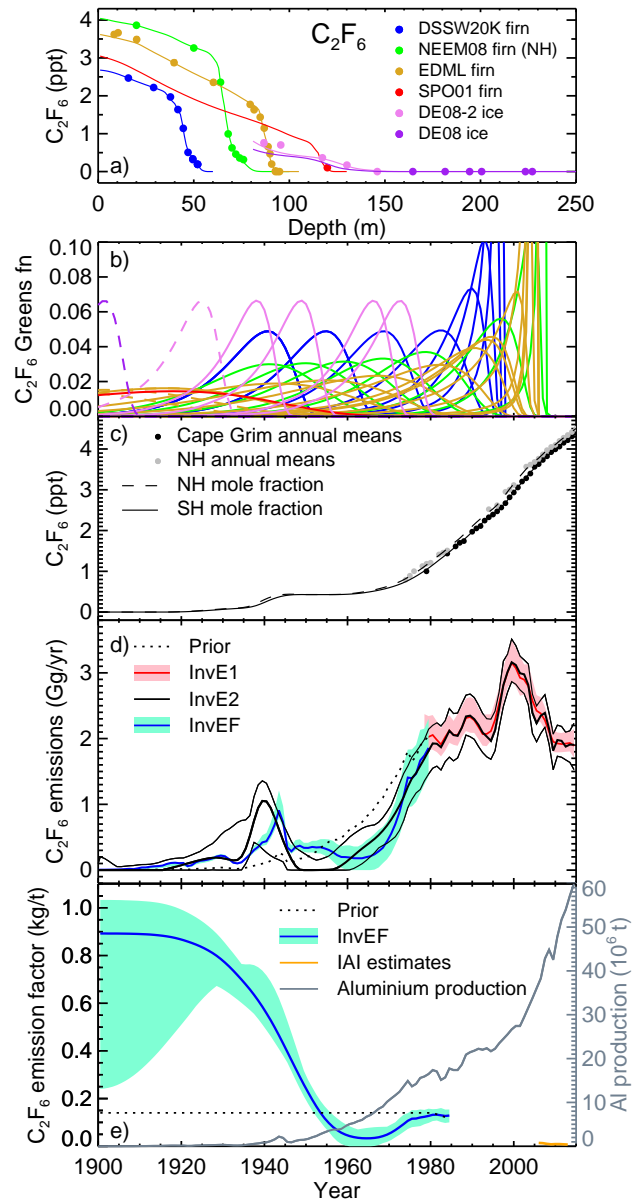 C₂F₆
DSSW20K firn
NEEM08 firn (NH)
EDML firn
SPO01 firn
DE08-2 ice
DE08 ice
C₂F₆ (ppt)
4
3
2
1
0
a)
0 50 100 150 200 250
Depth (m)
b)
C₂F₆ Greens fn
0.10
0.08
0.06
0.04
0.02
0.00
c)
Cape Grim annual means
NH annual means
NH mole fraction
SH mole fraction
C₂F₆ (ppt)
4
3
2
1
0
d)
Prior
InvE1
InvE2
InvEF
C₂F₆ emissions (Gg/yr)
3
2
1
0
Prior
InvEF
IAI estimates
Aluminium production
C₂F₆ emission factor (kg/t)
1.0
0.8
0.6
0.4
0.2
0.0
e)
60
50
40
30
20
10
0
Al production (10⁶ t)
1900 1920 1940 1960 1980 2000
Year